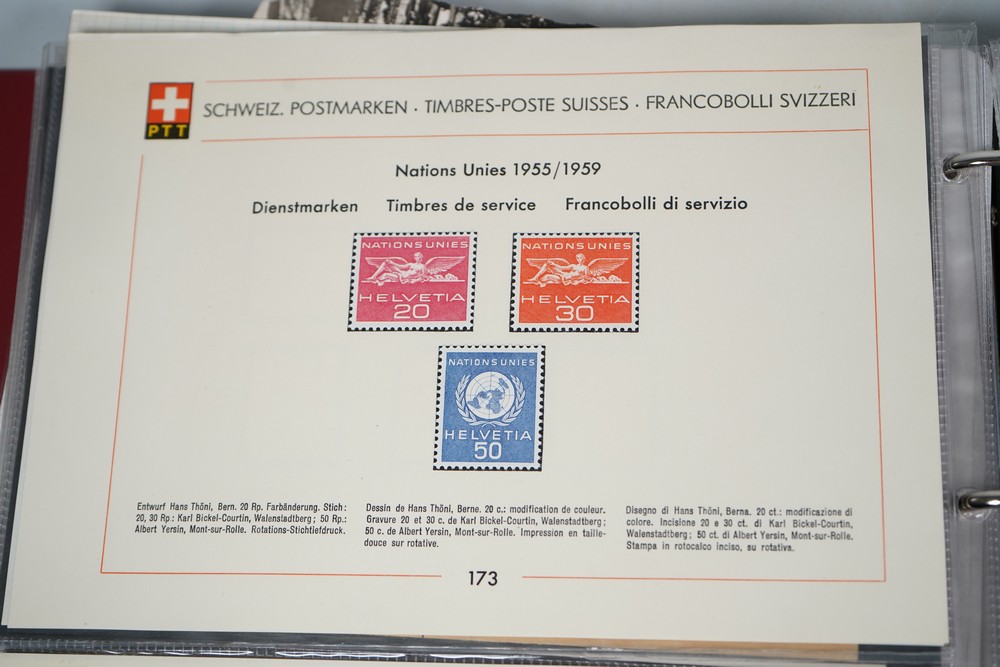 PTT
SCHWEIZ. POSTMARKEN · TIMBRES-POSTE SUISSES · FRANCOBOLLI SVIZZERI
Nations Unies 1955/1959
Dienstmarken Timbres de service Francobolli di servizio
NATIONS UNIES
HELVETIA
20
NATIONS UNIES
HELVETIA
30
NATIONS UNIES
HELVETIA
50
Entwurf Hans Thöni, Bern. 20 Rp. Farbänderung. Stich:
20, 30 Rp.: Karl Bickel-Courtin, Walenstadtberg; 50 Rp.:
Albert Yersin, Mont-sur-Rolle. Rotations-Stichtiefdruck.
Dessin de Hans Thöni, Berne. 20 c.: modification de couleur.
Gravure 20 et 30 c. de Karl Bickel-Courtin, Walenstadtberg;
50 c. de Albert Yersin, Mont-sur-Rolle. Impression en taille-
douce sur rotative.
Disegno di Hans Thöni, Berna. 20 ct.: modificazione di
colore. Incisione 20 e 30 ct. di Karl Bickel-Courtin,
Walenstadtberg; 50 ct. di Albert Yersin, Mont-sur-Rolle.
Stampa in rotocalco inciso, su rotativa.
173